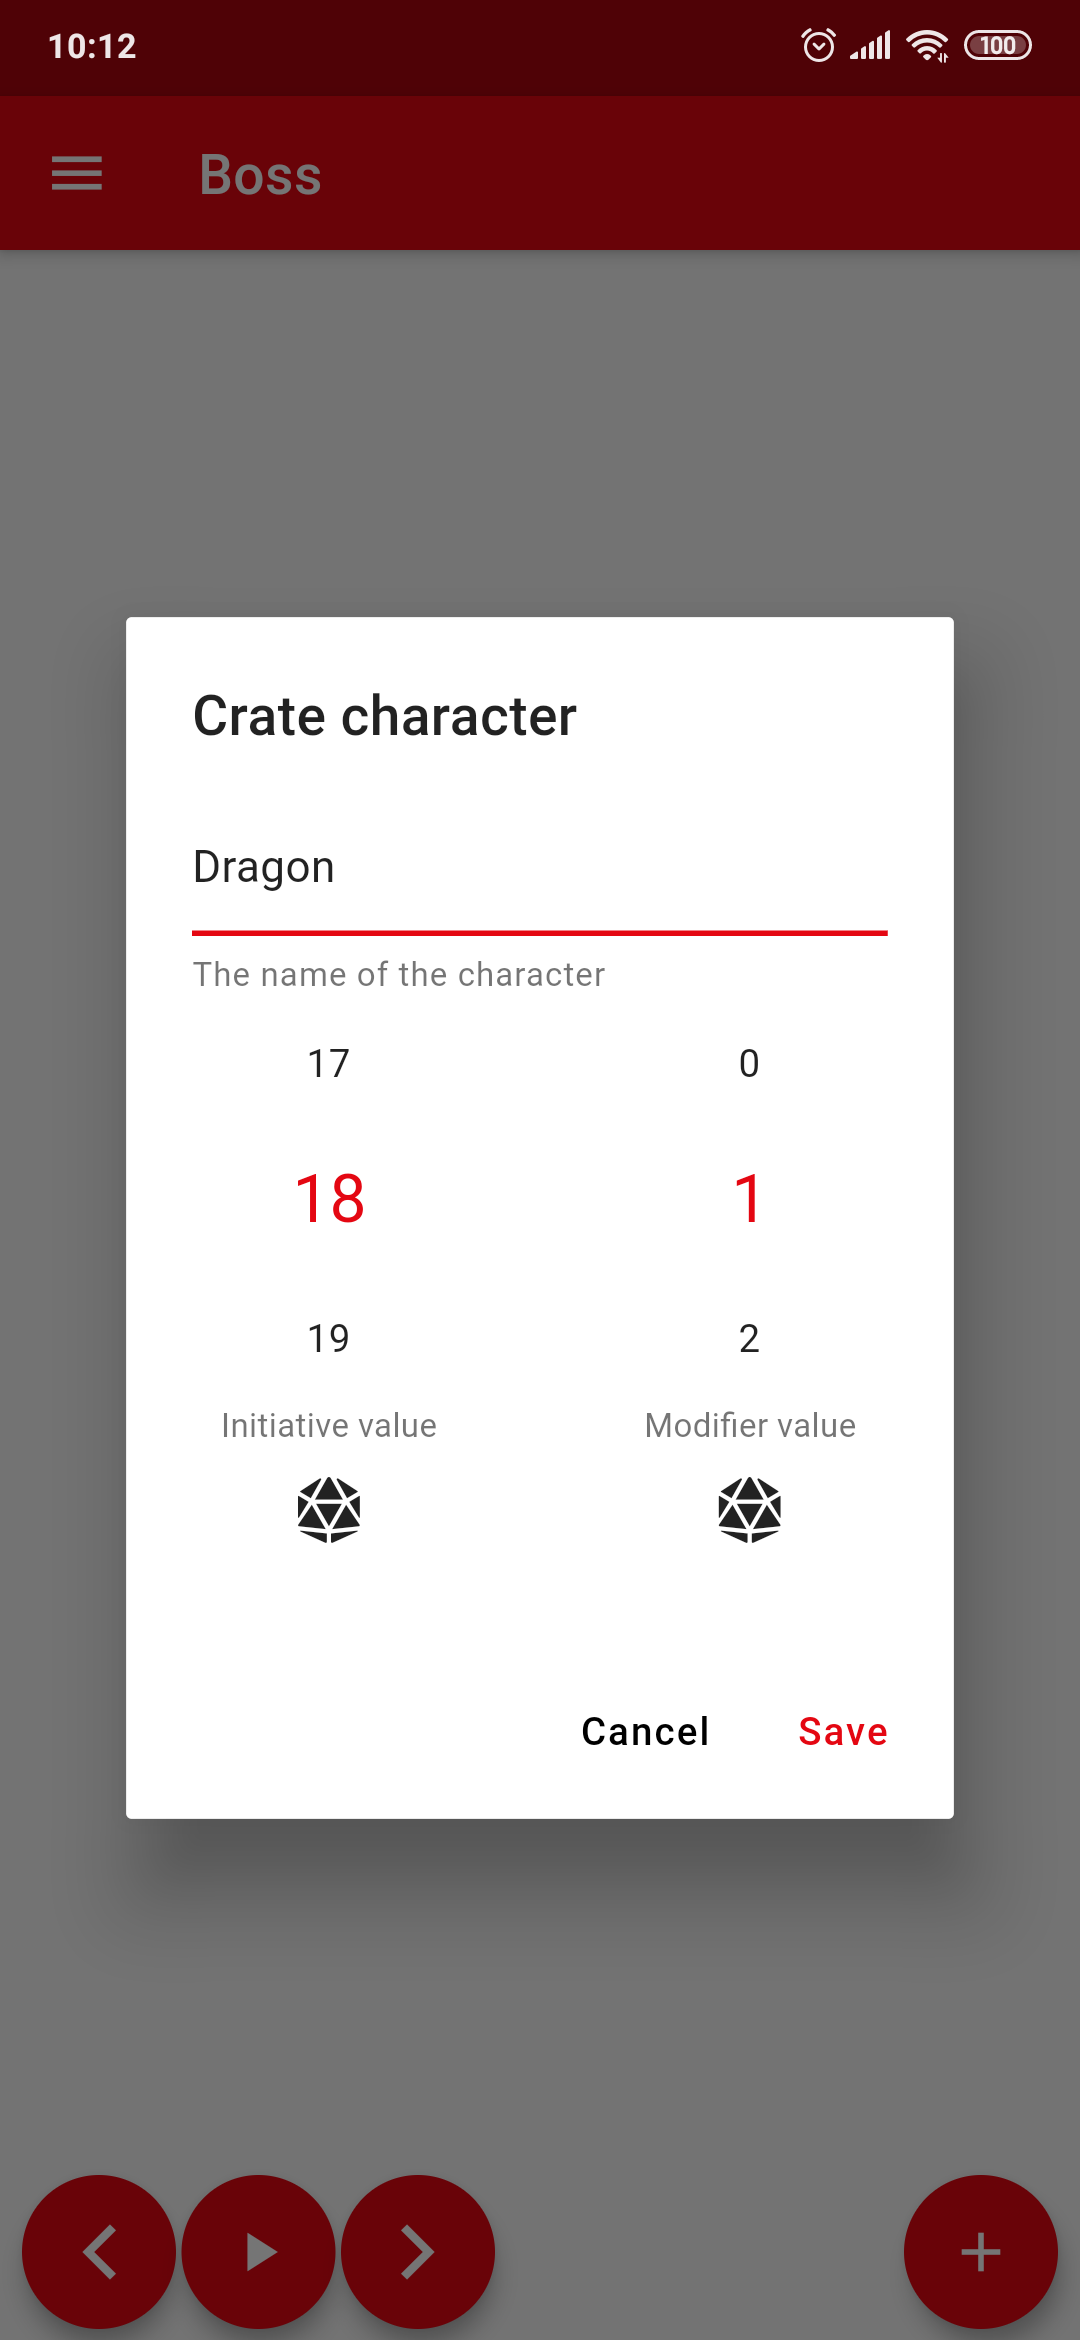 10:12 100
Boss
Crate character
Dragon
The name of the character
17 0
18 1
19 2
Initiative value Modifier value
Cancel Save